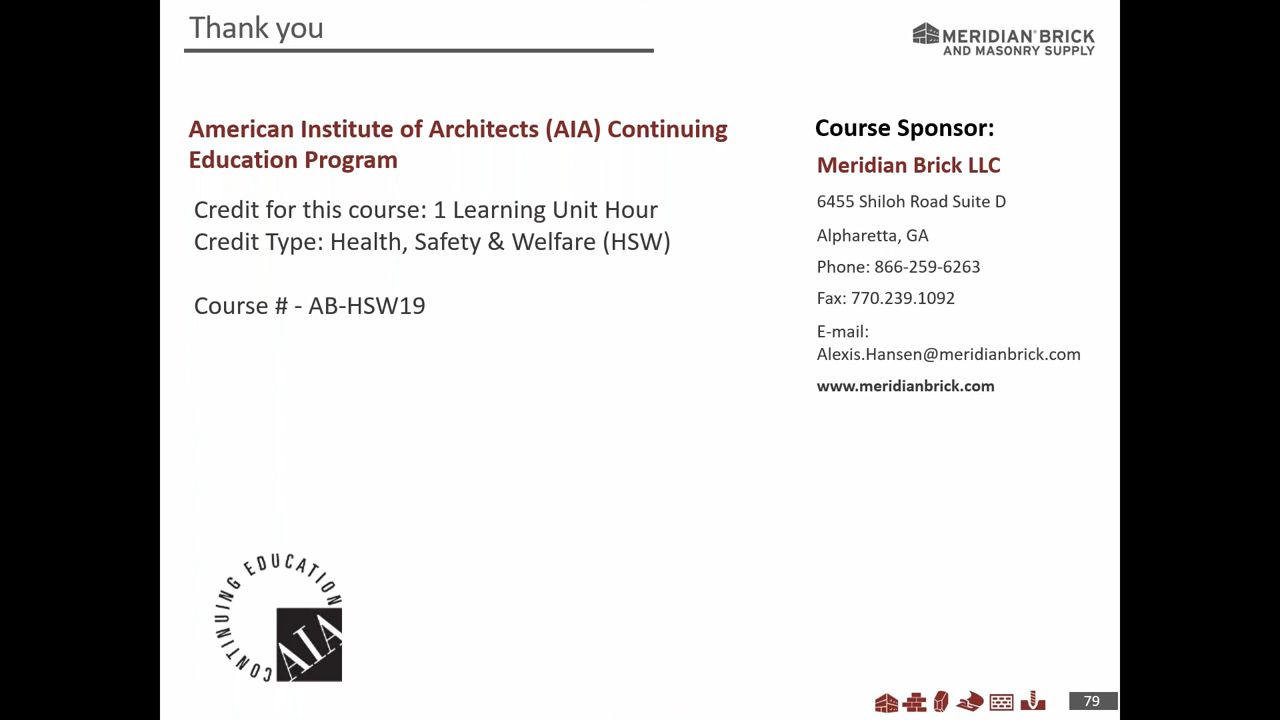 Thank you
MERIDIAN® BRICK
AND MASONRY SUPPLY
American Institute of Architects (AIA) Continuing
Education Program
Credit for this course: 1 Learning Unit Hour
Credit Type: Health, Safety & Welfare (HSW)
Course # - AB-HSW19
Course Sponsor:
Meridian Brick LLC
6455 Shiloh Road Suite D
Alpharetta, GA
Phone: 866-259-6263
Fax: 770.239.1092
E-mail:
Alexis.Hansen@meridianbrick.com
www.meridianbrick.com
CONTINUING EDUCATION
AIA
79